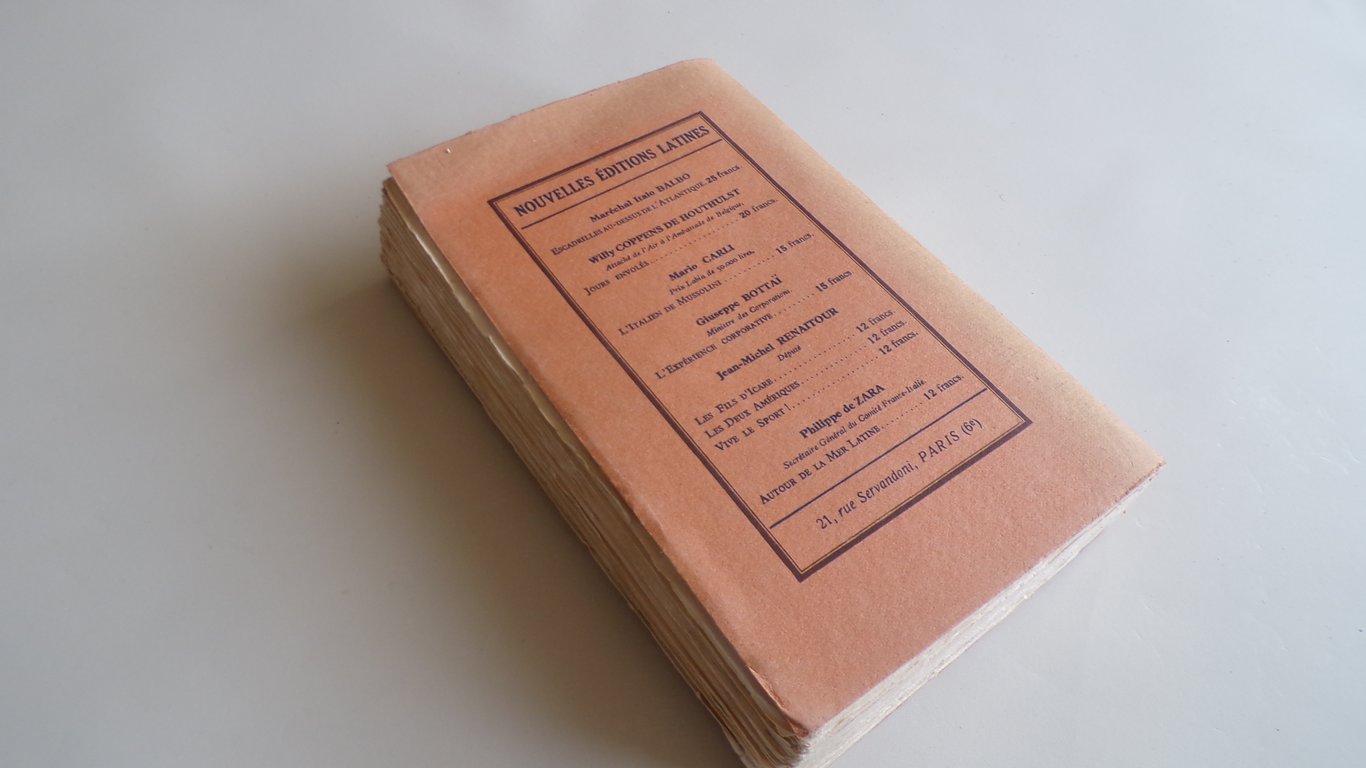 NOUVELLES ÉDITIONS LATINES
Maréchal Italo BALBO
ESCADRILLES AU-DESSUS DE L'ATLANTIQUE. 25 francs
Willy COPPENS DE HOUTHULST
Attaché de l'Air à l'Ambassade de Belgique.
JOURS ENVOLÉS.................. 20 francs.
Mario CARLI
Prix Labia de 50.000 lires.
L'ITALIEN DE MUSSOLINI .......... 15 francs.
Giuseppe BOTTAÏ
Ministre des Corporations
L'EXPÉRIENCE CORPORATIVE......... 15 francs
Jean-Michel RENAITOUR
Député
LES FILS D'ICARE.................. 12 francs.
LES DEUX AMÉRIQUES.............. 12 francs.
VIVE LE SPORT !.................. 12 francs.
Philippe de ZARA
Secrétaire Général du Comité France-Italie.
AUTOUR DE LA MER LATINE.......... 12 francs.
21, rue Servandoni, PARIS (6e)